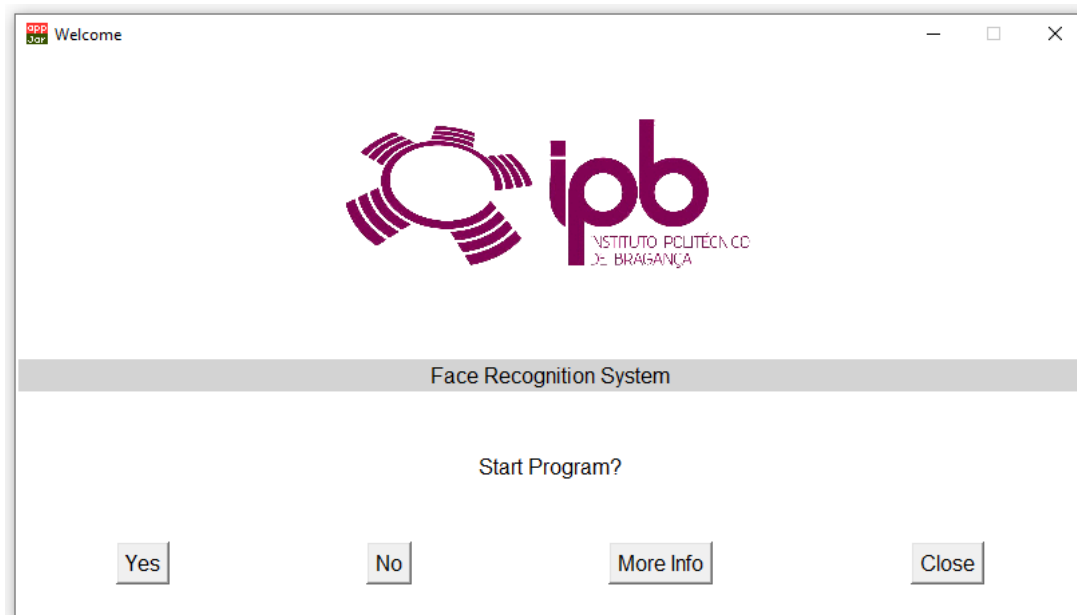 app
Jar
Welcome
ipb
INSTITUTO POLITÉCNICO
DE BRAGANÇA
Face Recognition System
Start Program?
Yes No More Info Close